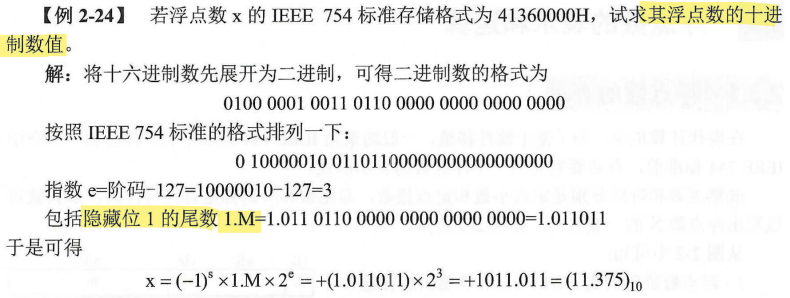 【例 2-24】 若浮点数 x 的 IEEE 754 标准存储格式为 41360000H，试求其浮点数的十进
制数值。
解：将十六进制数先展开为二进制，可得二进制数的格式为
0100 0001 0011 0110 0000 0000 0000 0000
按照 IEEE 754 标准的格式排列一下：
0 10000010 01101100000000000000000
指数 e=阶码−127=10000010−127=3
包括隐藏位 1 的尾数 1.M=1.011 0110 0000 0000 0000 0000=1.011011
于是可得
x = (−1)ˢ ×1.M×2ᵉ = +(1.011011)×2³ = +1011.011 = (11.375)₁₀